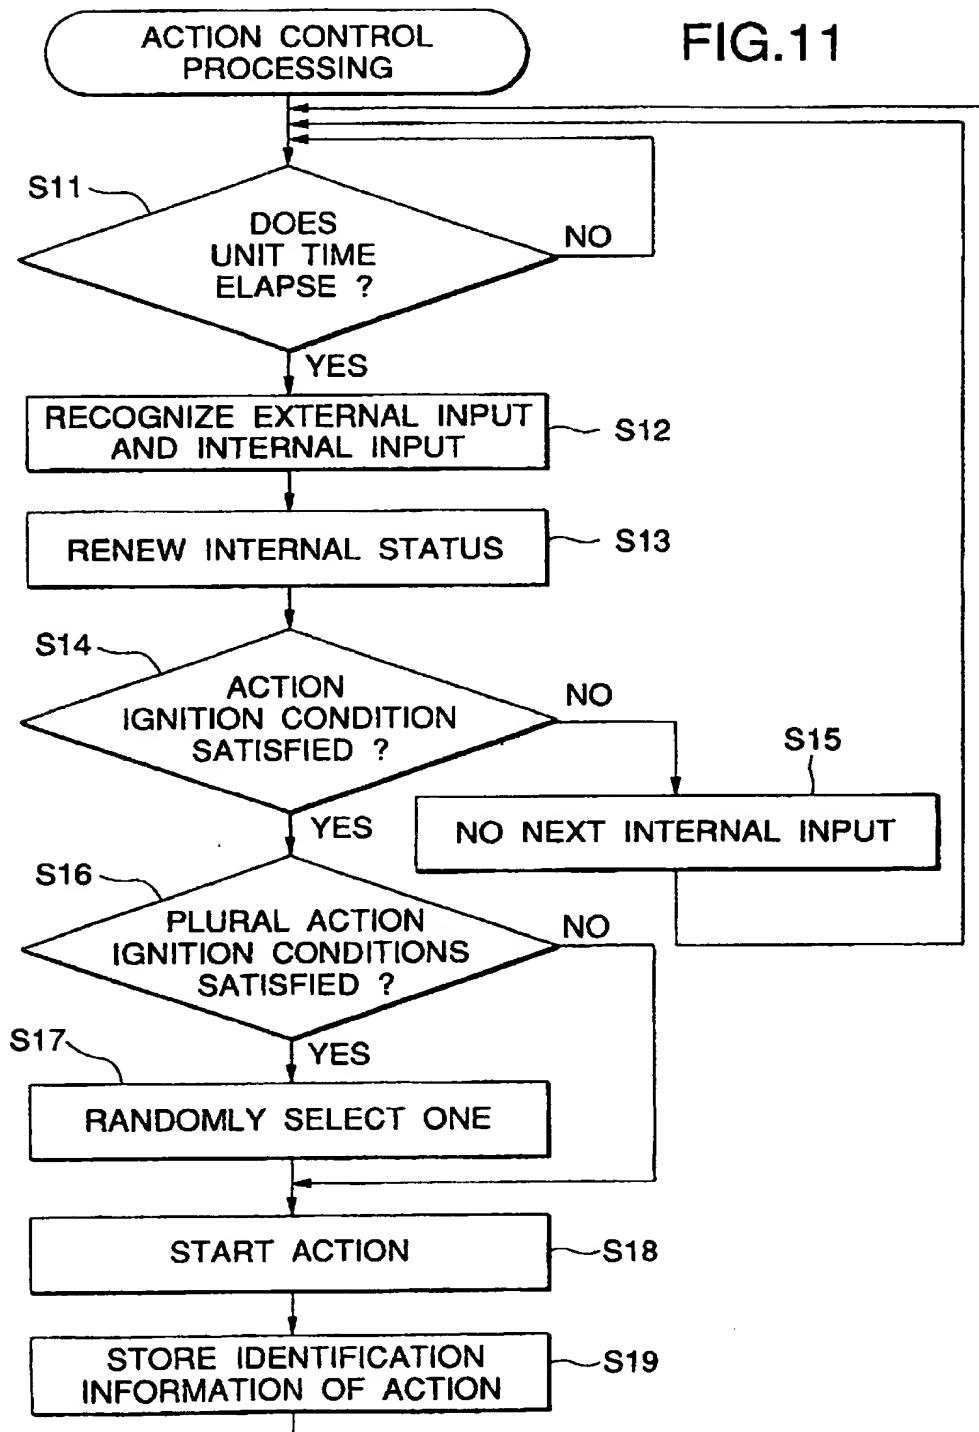 FIG.11
ACTION CONTROL
PROCESSING
S11
DOES
UNIT TIME
ELAPSE ?
NO
YES
RECOGNIZE EXTERNAL INPUT
AND INTERNAL INPUT
S12
RENEW INTERNAL STATUS
S13
S14
ACTION
IGNITION CONDITION
SATISFIED ?
NO
YES
S15
NO NEXT INTERNAL INPUT
S16
PLURAL ACTION
IGNITION CONDITIONS
SATISFIED ?
NO
YES
S17
RANDOMLY SELECT ONE
START ACTION
S18
STORE IDENTIFICATION
INFORMATION OF ACTION
S19